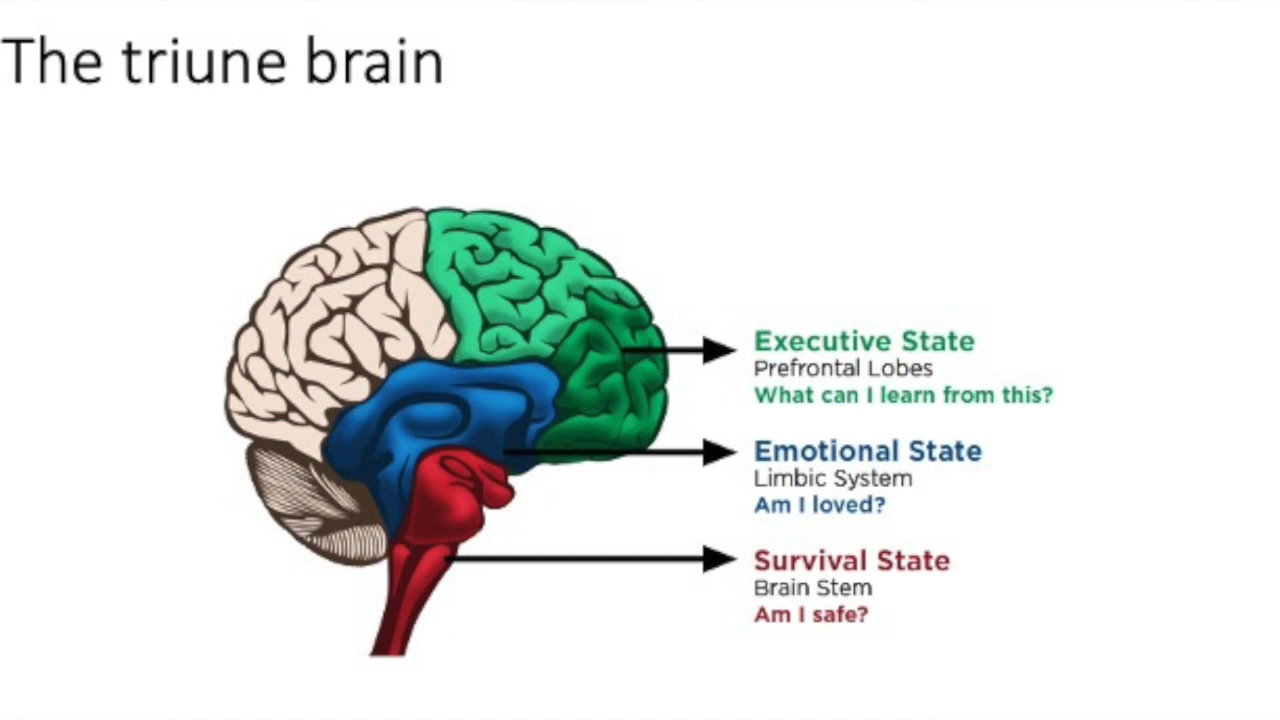 The triune brain
Executive State
Prefrontal Lobes
What can I learn from this?
Emotional State
Limbic System
Am I loved?
Survival State
Brain Stem
Am I safe?